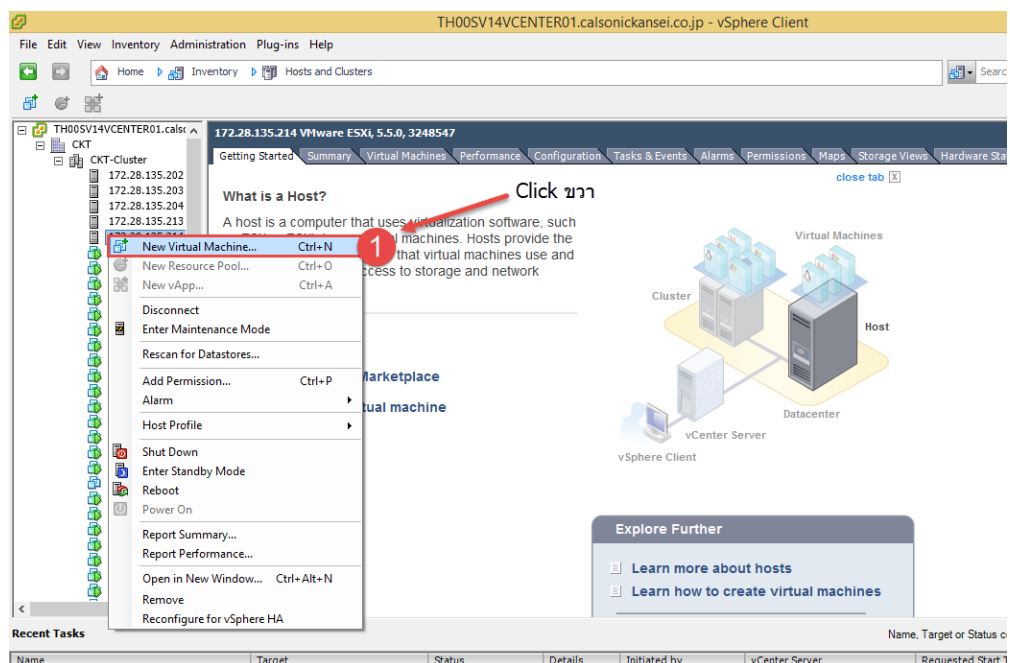 TH00SV14VCENTER01.calsonickansei.co.jp - vSphere Client
File Edit View Inventory Administration Plug-ins Help
Home Inventory Hosts and Clusters
Searc
TH00SV14VCENTER01.calsc
CKT
CKT-Cluster
172.28.135.202
172.28.135.203
172.28.135.204
172.28.135.213
172.28.135.214 VMware ESXi, 5.5.0, 3248547
Getting Started Summary Virtual Machines Performance Configuration Tasks & Events Alarms Permissions Maps Storage Views Hardware Sta
close tab X
What is a Host?
Click ขวา
A host is a computer that uses virtualization software, such
machines. Hosts provide the
that virtual machines use and
access to storage and network
1
New Virtual Machine... Ctrl+N
New Resource Pool... Ctrl+O
New vApp... Ctrl+A
Disconnect
Enter Maintenance Mode
Rescan for Datastores...
Add Permission... Ctrl+P
Alarm
Host Profile
Shut Down
Enter Standby Mode
Reboot
Power On
Report Summary...
Report Performance...
Open in New Window... Ctrl+Alt+N
Remove
Reconfigure for vSphere HA
Marketplace
tual machine
Virtual Machines
Cluster
Host
Datacenter
vCenter Server
vSphere Client
Explore Further
Learn more about hosts
Learn how to create virtual machines
Recent Tasks
Name, Target or Status c
Name Target Status Details Initiated by vCenter Server Requested Start T